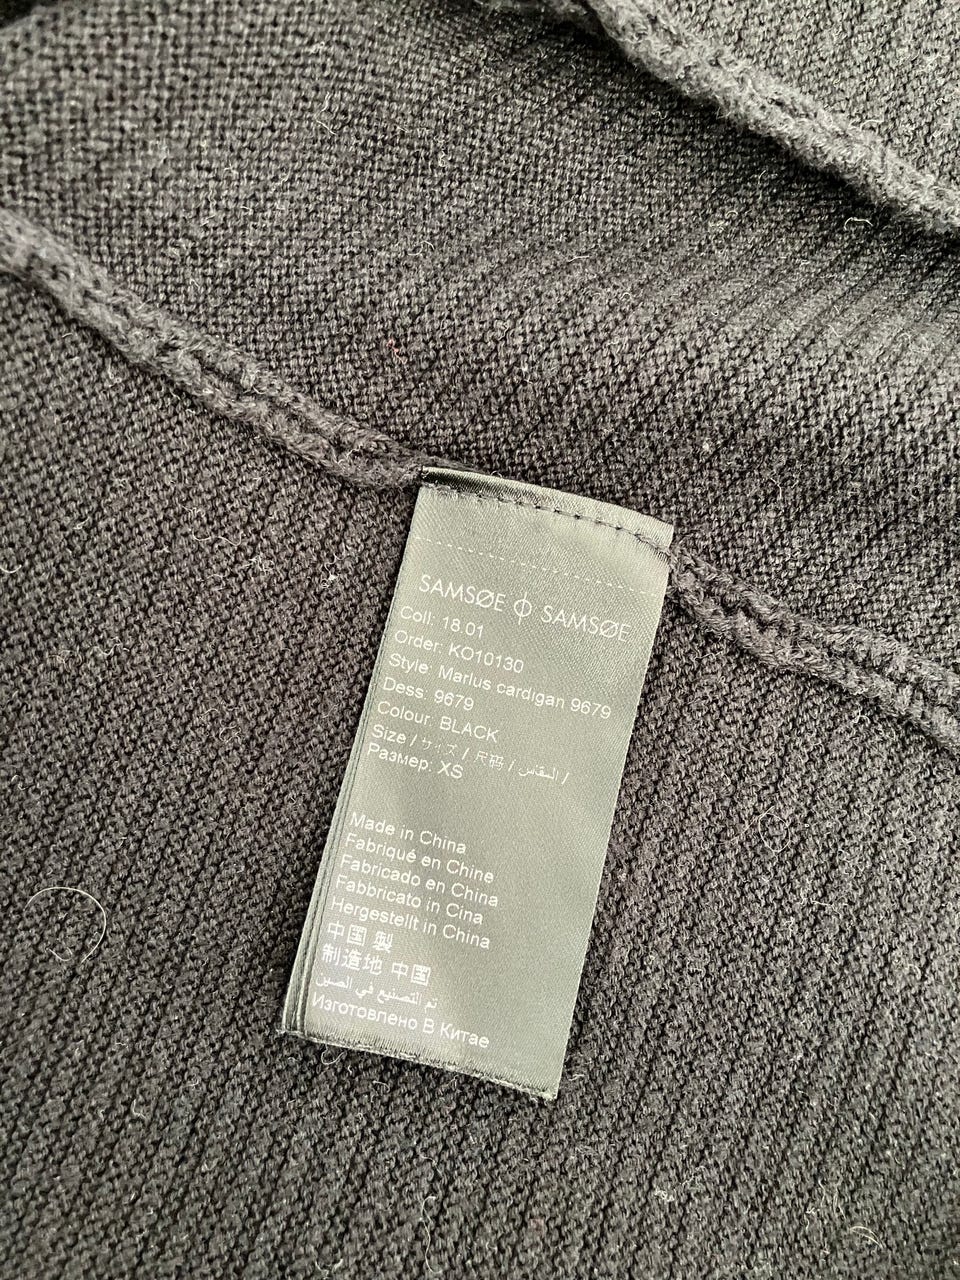 SAMSØE ϕ SAMSØE
Coll: 18.01
Order: KO10130
Style: Marlus cardigan 9679
Dess: 9679
Colour: BLACK
Size / サイズ / 尺码 / المقاس /
Размер: XS
Made in China
Fabriqué en Chine
Fabricado en China
Fabbricato in Cina
Hergestellt in China
中国 製
制造地 中国
تم التصنيع في الصين
Изготовлено В Китае